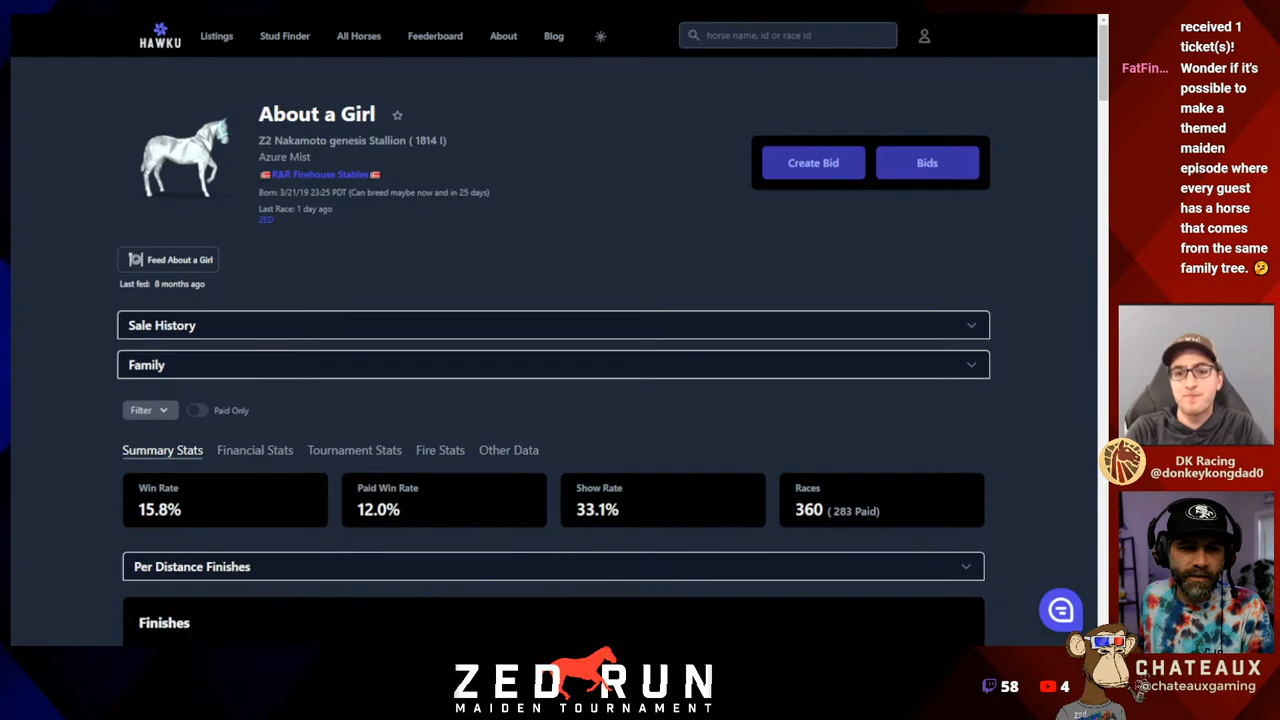 HAWKU
Listings
Stud Finder
All Horses
Feederboard
About
Blog
horse name, id or race id
About a Girl
Z2 Nakamoto genesis Stallion ( 1814 I)
Azure Mist
R&R Firehouse Stables
Born: 3/21/19 23:25 PDT (Can breed maybe now and in 25 days)
Last Race: 1 day ago
ZED
Create Bid
Bids
Feed About a Girl
Last fed: 8 months ago
Sale History
Family
Filter
Paid Only
Summary Stats
Financial Stats
Tournament Stats
Fire Stats
Other Data
Win Rate
15.8%
Paid Win Rate
12.0%
Show Rate
33.1%
Races
360 ( 283 Paid)
Per Distance Finishes
Finishes
received 1
ticket(s)!
FatFin... Wonder if it's
possible to
make a
themed
maiden
episode where
every guest
has a horse
that comes
from the same
family tree. 🤔
DK Racing
@donkeykongdad0
ZED RUN
MAIDEN TOURNAMENT
58
4
CHATEAUX
@chateauxgaming
ZED